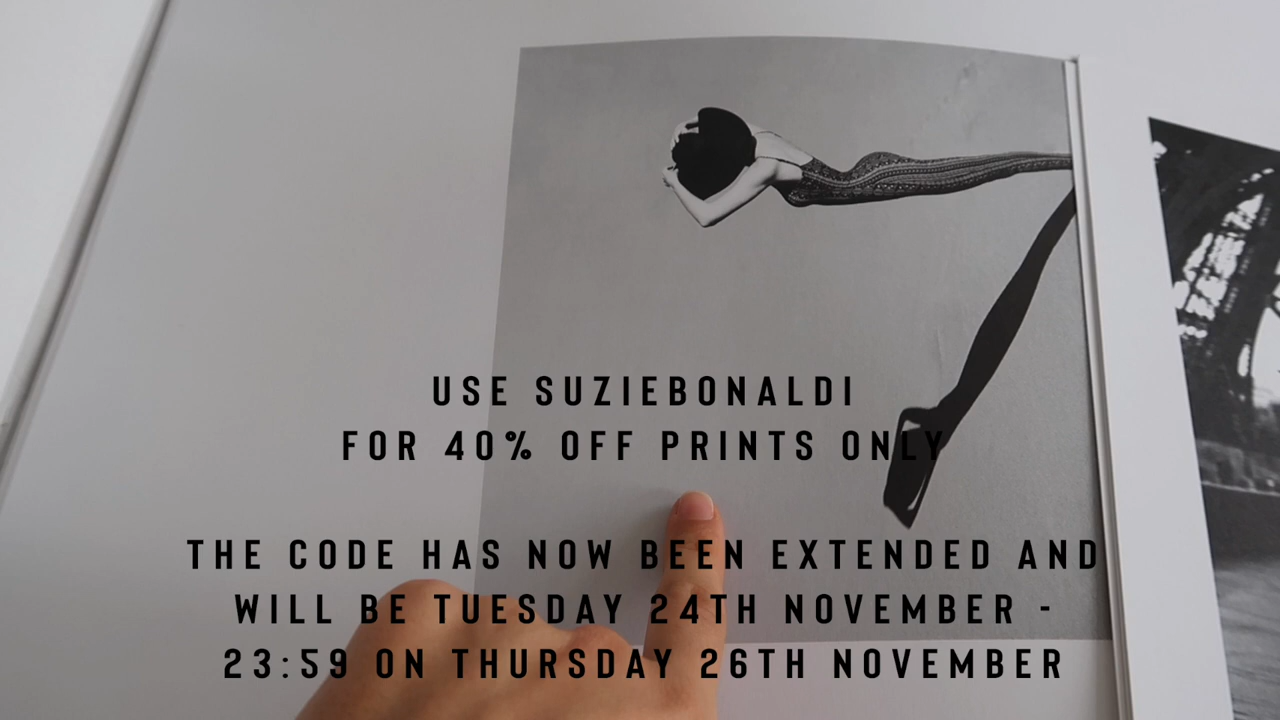 USE SUZIEBONALDI
FOR 40% OFF PRINTS ONLY
THE CODE HAS NOW BEEN EXTENDED AND
WILL BE TUESDAY 24TH NOVEMBER -
23:59 ON THURSDAY 26TH NOVEMBER